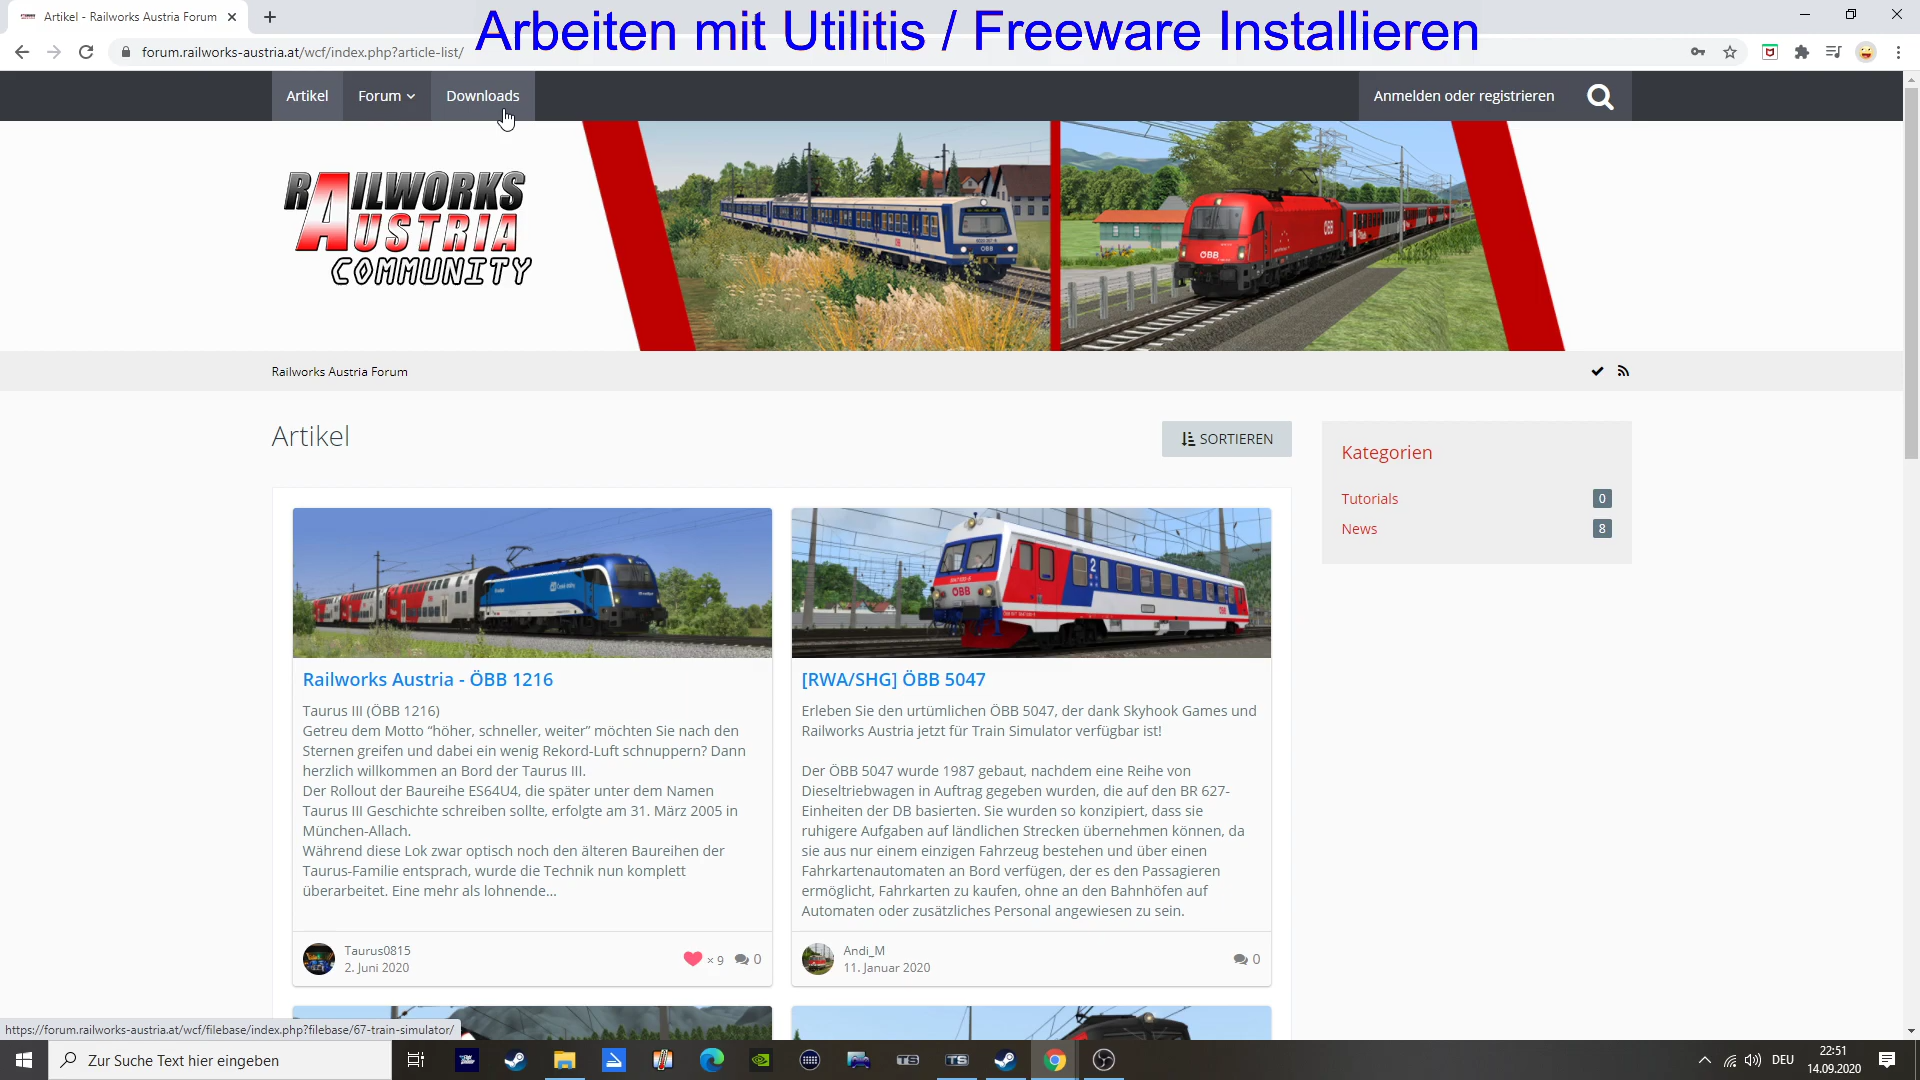 Artikel - Railworks Austria Forum
Arbeiten mit Utilitis / Freeware Installieren
forum.railworks-austria.at/wcf/index.php?article-list/
Artikel
Forum
Downloads
Anmelden oder registrieren
RAILWORKS
AUSTRIA
COMMUNITY
ÖBB
ÖBB
Railworks Austria Forum
Artikel
SORTIEREN
Kategorien
Tutorials 0
News 8
2
ÖBB
Railworks Austria - ÖBB 1216
Taurus III (ÖBB 1216)
Getreu dem Motto “höher, schneller, weiter” möchten Sie nach den
Sternen greifen und dabei ein wenig Rekord-Luft schnuppern? Dann
herzlich willkommen an Bord der Taurus III.
Der Rollout der Baureihe ES64U4, die später unter dem Namen
Taurus III Geschichte schreiben sollte, erfolgte am 31. März 2005 in
München-Allach.
Während diese Lok zwar optisch noch den älteren Baureihen der
Taurus-Familie entsprach, wurde die Technik nun komplett
überarbeitet. Eine mehr als lohnende...
Taurus0815
2. Juni 2020
× 9
0
[RWA/SHG] ÖBB 5047
Erleben Sie den urtümlichen ÖBB 5047, der dank Skyhook Games und
Railworks Austria jetzt für Train Simulator verfügbar ist!
Der ÖBB 5047 wurde 1987 gebaut, nachdem eine Reihe von
Dieseltriebwagen in Auftrag gegeben wurden, die auf den BR 627-
Einheiten der DB basierten. Sie wurden so konzipiert, dass sie
ruhigere Aufgaben auf ländlichen Strecken übernehmen können, da
sie aus nur einem einzigen Fahrzeug bestehen und über einen
Fahrkartenautomaten an Bord verfügen, der es den Passagieren
ermöglicht, Fahrkarten zu kaufen, ohne an den Bahnhöfen auf
Automaten oder zusätzliches Personal angewiesen zu sein.
Andi_M
11. Januar 2020
0
https://forum.railworks-austria.at/wcf/filebase/index.php?filebase/67-train-simulator/
Zur Suche Text hier eingeben
TS
TS
DEU
22:51
14.09.2020